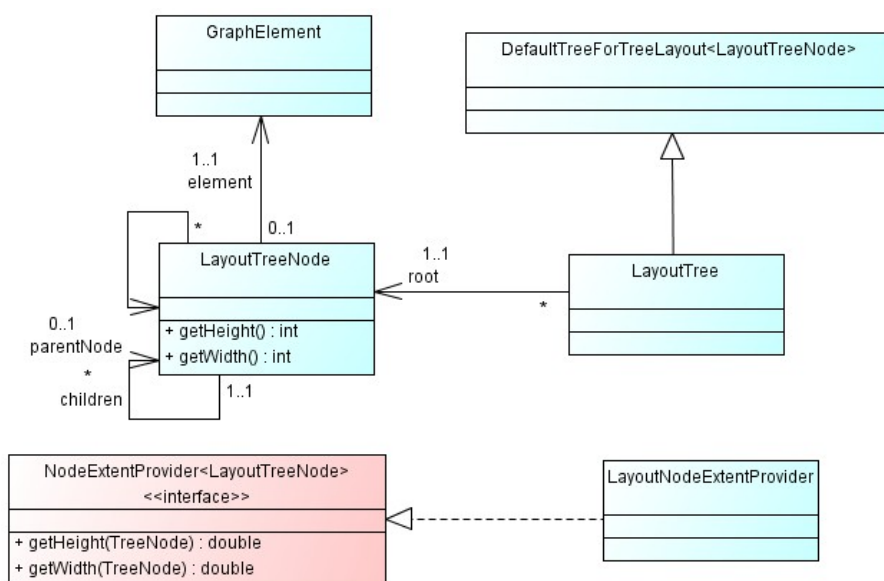 GraphElement
DefaultTreeForTreeLayout<LayoutTreeNode>
1..1
element
*
0..1
LayoutTreeNode
1..1
root
LayoutTree
*
+ getHeight() : int
+ getWidth() : int
0..1
parentNode
*
children
1..1
NodeExtentProvider<LayoutTreeNode>
<<interface>>
LayoutNodeExtentProvider
+ getHeight(TreeNode) : double
+ getWidth(TreeNode) : double